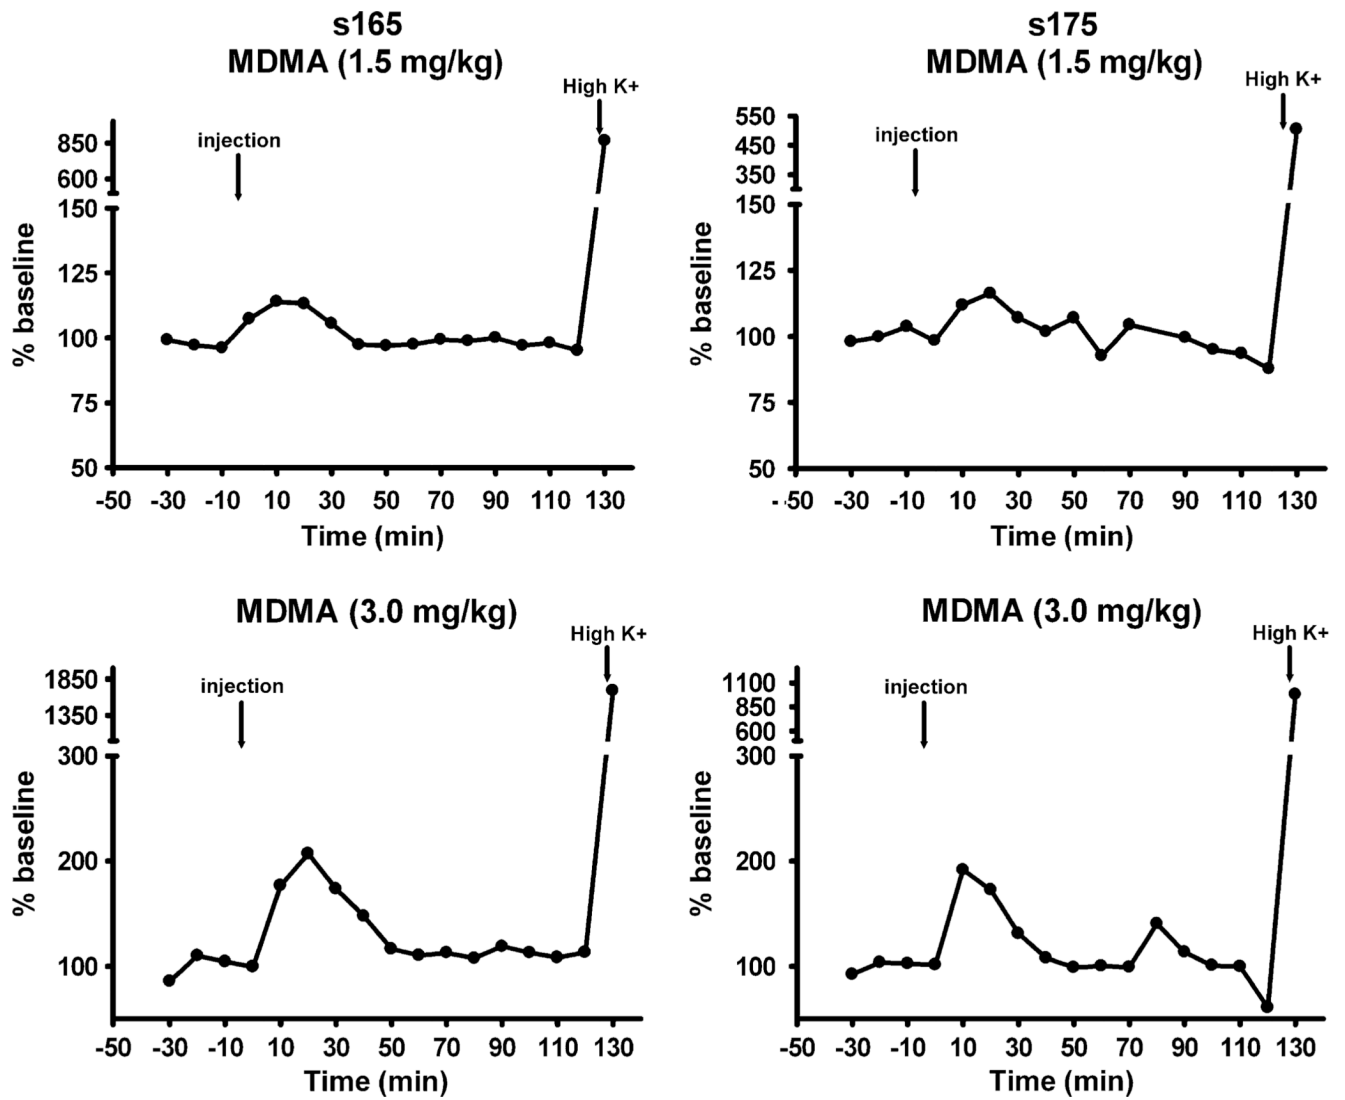 s165
MDMA (1.5 mg/kg)
High K+
injection
850
600
150
125
100
75
50
% baseline
-50 -30 -10 10 30 50 70 90 110 130
Time (min)
s175
MDMA (1.5 mg/kg)
High K+
injection
550
450
350
150
125
100
75
50
% baseline
- -50 -30 -10 10 30 50 70 90 110 130
Time (min)
MDMA (3.0 mg/kg)
High K+
injection
1850
1350
300
200
100
% baseline
-50 -30 -10 10 30 50 70 90 110 130
Time (min)
MDMA (3.0 mg/kg)
High K+
injection
1100
850
600
300
200
100
% baseline
-50 -30 -10 10 30 50 70 90 110 130
Time (min)